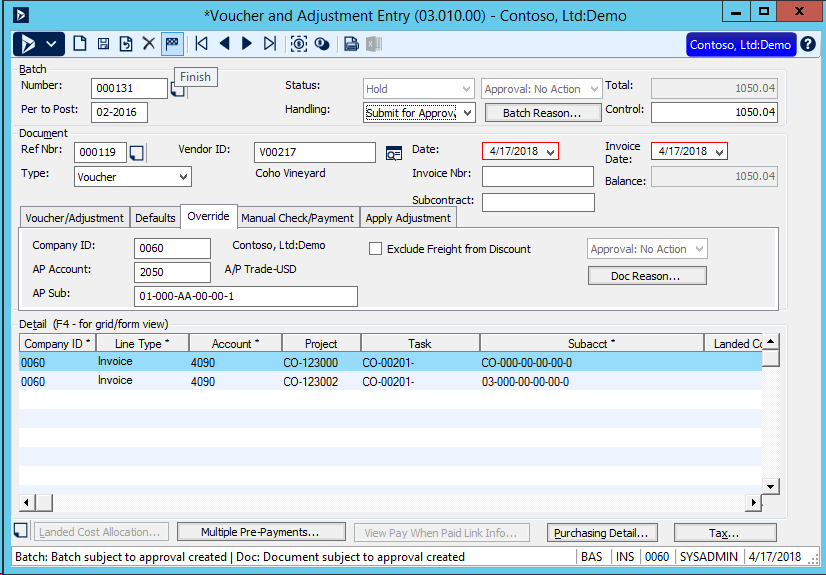 *Voucher and Adjustment Entry (03.010.00) - Contoso, Ltd:Demo
Contoso, Ltd:Demo
Finish
Batch
Number: 000131 Status: Hold Approval: No Action Total: 1050.04
Per to Post: 02-2016 Handling: Submit for Approv Batch Reason... Control: 1050.04
Document
Ref Nbr: 000119 Vendor ID: V00217 Date: 4/17/2018 Invoice Date: 4/17/2018
Type: Voucher Coho Vineyard Invoice Nbr: Balance: 1050.04
Subcontract:
Voucher/Adjustment Defaults Override Manual Check/Payment Apply Adjustment
Company ID: 0060 Contoso, Ltd:Demo Exclude Freight from Discount Approval: No Action
AP Account: 2050 A/P Trade-USD Doc Reason...
AP Sub: 01-000-AA-00-00-1
Detail (F4 - for grid/form view)
Company ID * Line Type * Account * Project Task Subacct * Landed Co
0060 Invoice 4090 CO-123000 CO-00201- CO-000-00-00-00-0
0060 Invoice 4090 CO-123002 CO-00201- 03-000-00-00-00-0
Landed Cost Allocation... Multiple Pre-Payments... View Pay When Paid Link Info... Purchasing Detail... Tax...
Batch: Batch subject to approval created | Doc: Document subject to approval created BAS INS 0060 SYSADMIN 4/17/2018